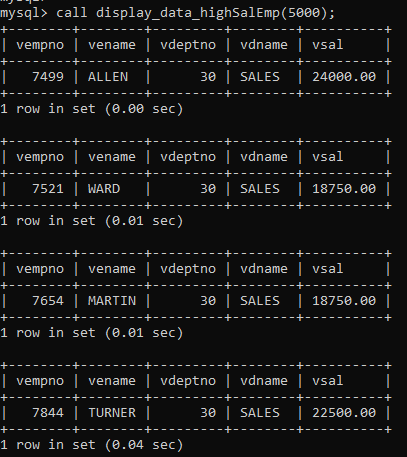 mysql> call display_data_highSalEmp(5000);
+---------+--------+---------+--------+----------+
| vempno | vename | vdeptno | vdname | vsal |
+---------+--------+---------+--------+----------+
| 7499 | ALLEN | 30 | SALES | 24000.00 |
+---------+--------+---------+--------+----------+
1 row in set (0.00 sec)
+---------+--------+---------+--------+----------+
| vempno | vename | vdeptno | vdname | vsal |
+---------+--------+---------+--------+----------+
| 7521 | WARD | 30 | SALES | 18750.00 |
+---------+--------+---------+--------+----------+
1 row in set (0.01 sec)
+---------+--------+---------+--------+----------+
| vempno | vename | vdeptno | vdname | vsal |
+---------+--------+---------+--------+----------+
| 7654 | MARTIN | 30 | SALES | 18750.00 |
+---------+--------+---------+--------+----------+
1 row in set (0.01 sec)
+---------+--------+---------+--------+----------+
| vempno | vename | vdeptno | vdname | vsal |
+---------+--------+---------+--------+----------+
| 7844 | TURNER | 30 | SALES | 22500.00 |
+---------+--------+---------+--------+----------+
1 row in set (0.04 sec)